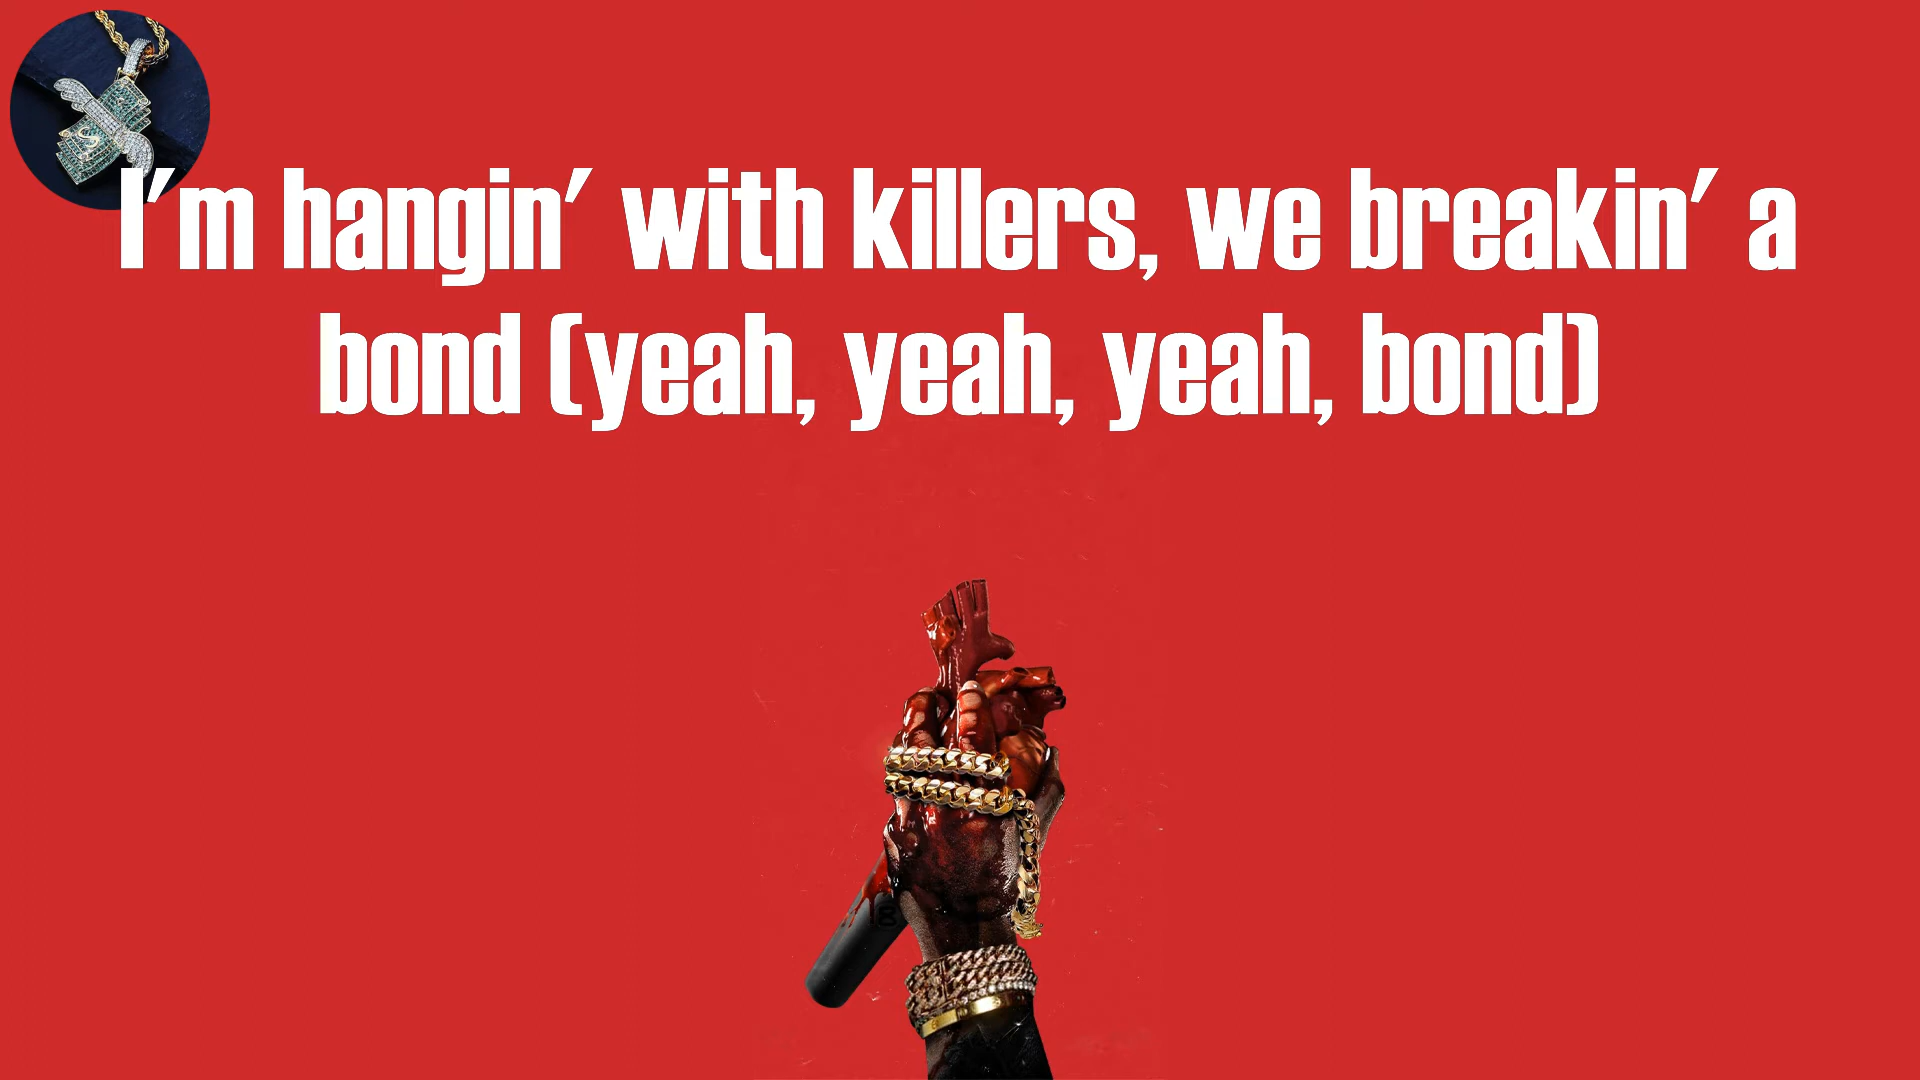 I'm hangin' with killers, we breakin' a
bond (yeah, yeah, yeah, bond)